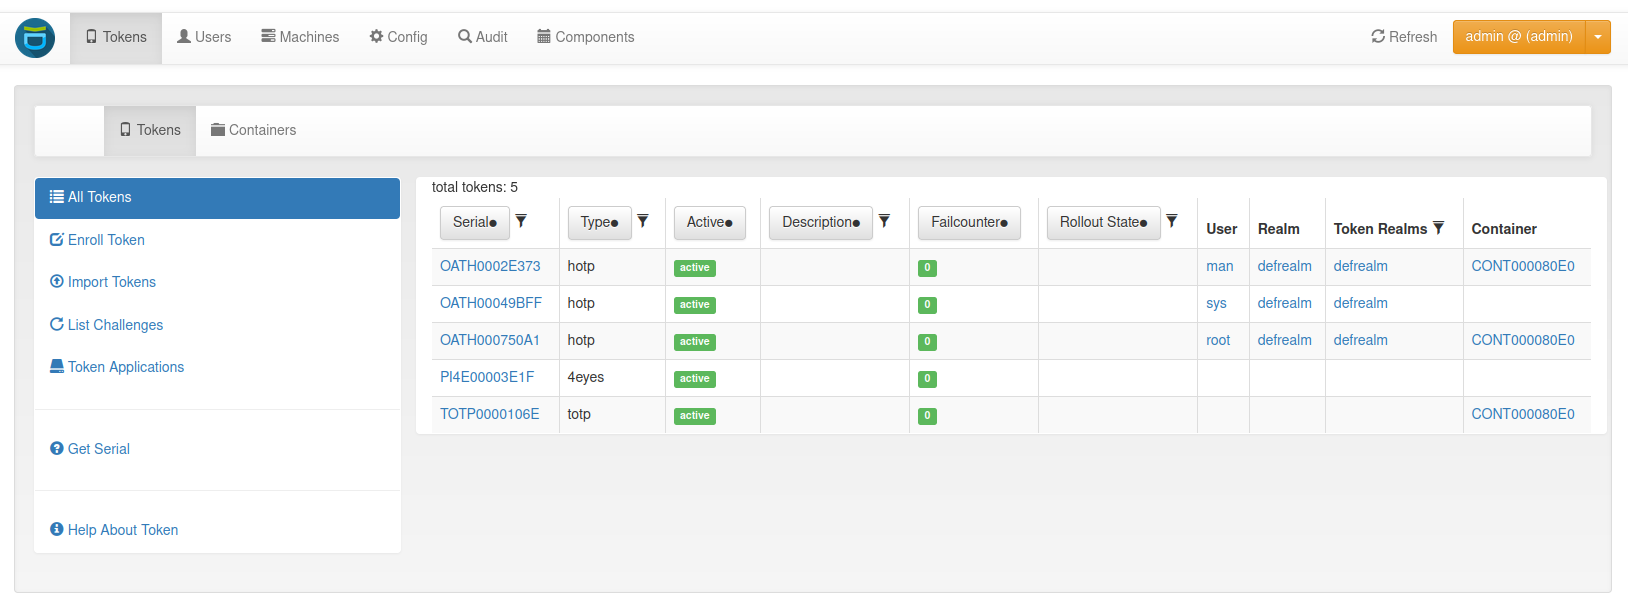 Tokens Users Machines Config Audit Components Refresh admin @ (admin)
Tokens Containers
All Tokens
Enroll Token
Import Tokens
List Challenges
Token Applications
Get Serial
Help About Token
total tokens: 5
Serial● Type● Active● Description● Failcounter● Rollout State● User Realm Token Realms Container
OATH0002E373 hotp active 0 man defrealm defrealm CONT000080E0
OATH00049BFF hotp active 0 sys defrealm defrealm
OATH000750A1 hotp active 0 root defrealm defrealm CONT000080E0
PI4E00003E1F 4eyes active 0
TOTP0000106E totp active 0 CONT000080E0